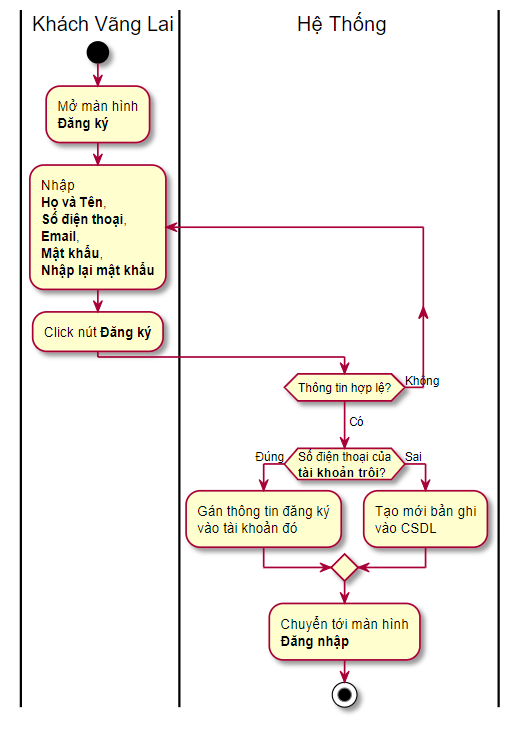 Khách Vãng Lai
Hệ Thống
Mở màn hình
Đăng ký
Nhập
Họ và Tên,
Số điện thoại,
Email,
Mật khẩu,
Nhập lại mật khẩu
Click nút Đăng ký
Thông tin hợp lệ?
Không
Có
Đúng
Số điện thoại của
tài khoản trôi?
Sai
Gán thông tin đăng ký
vào tài khoản đó
Tạo mới bản ghi
vào CSDL
Chuyển tới màn hình
Đăng nhập